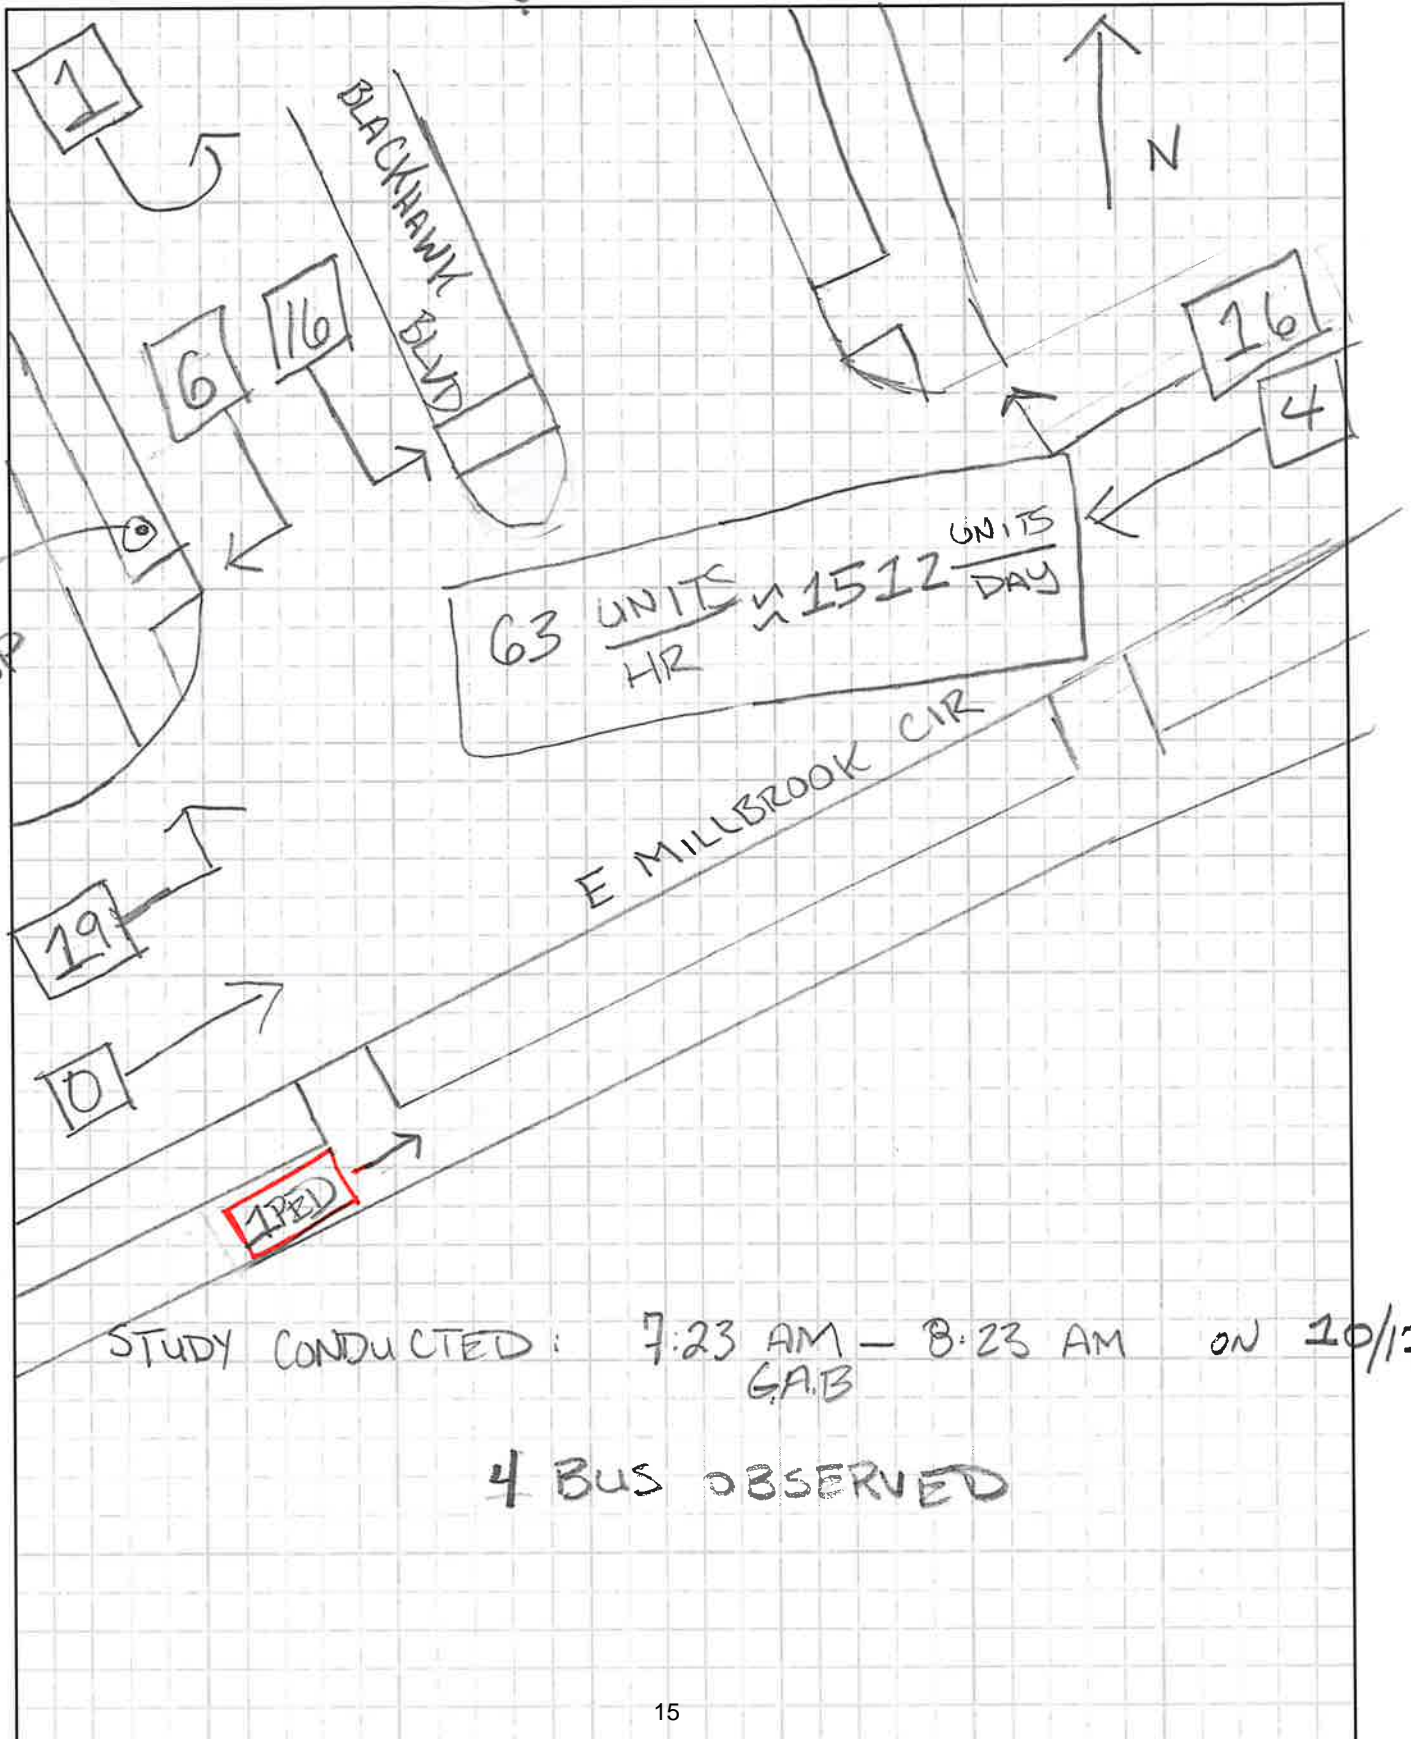 1
N
BLACKHAWK
BLVD
16
6
16
4
63 UNITS/HR ≈ 1512 UNITS/DAY
E MILLBROOK CIR
19
0
1PED
STUDY CONDUCTED: 7:23 AM - 8:23 AM ON
G.A.B
4 BUS OBSERVED
15